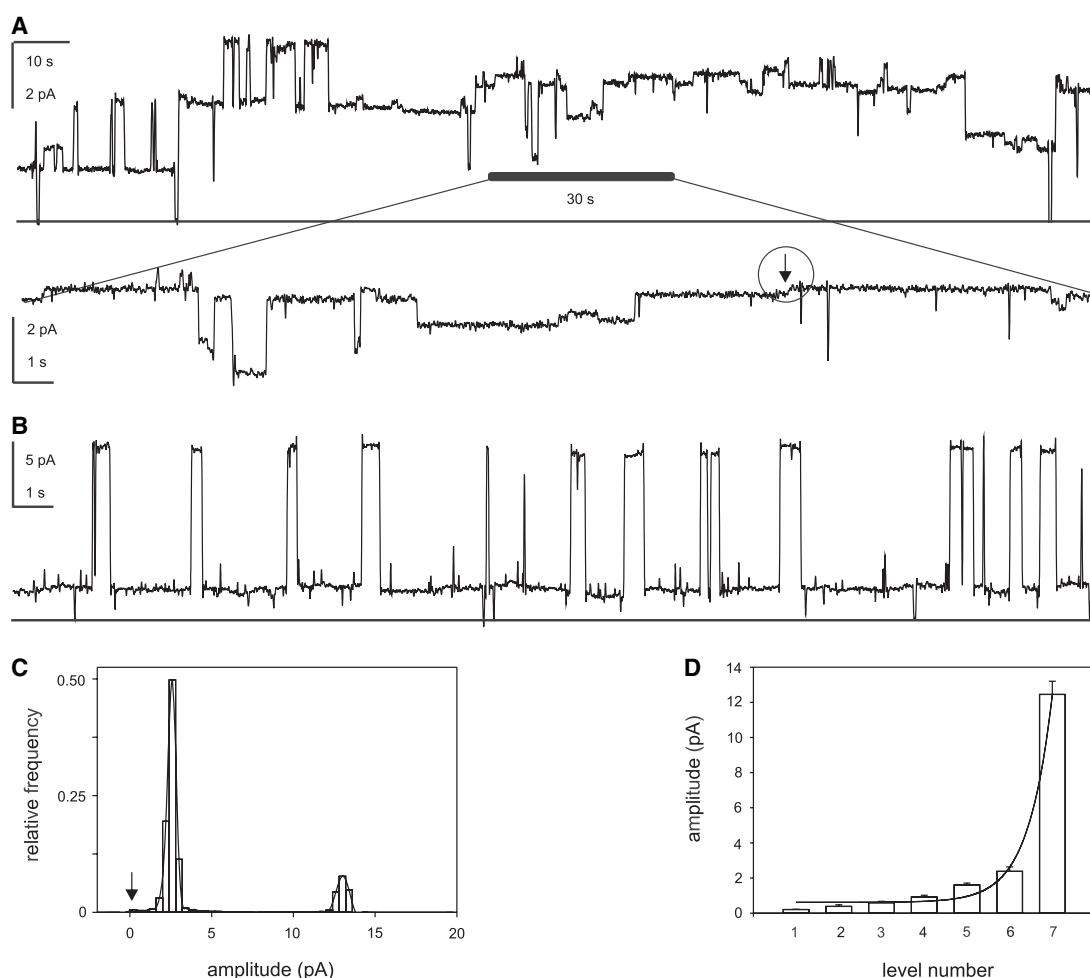 A
10 s
2 pA
30 s
2 pA
1 s
B
5 pA
1 s
C
0.50
0.25
0
relative frequency
0 5 10 15 20
amplitude (pA)
D
14
12
10
8
6
4
2
0
amplitude (pA)
1 2 3 4 5 6 7
level number